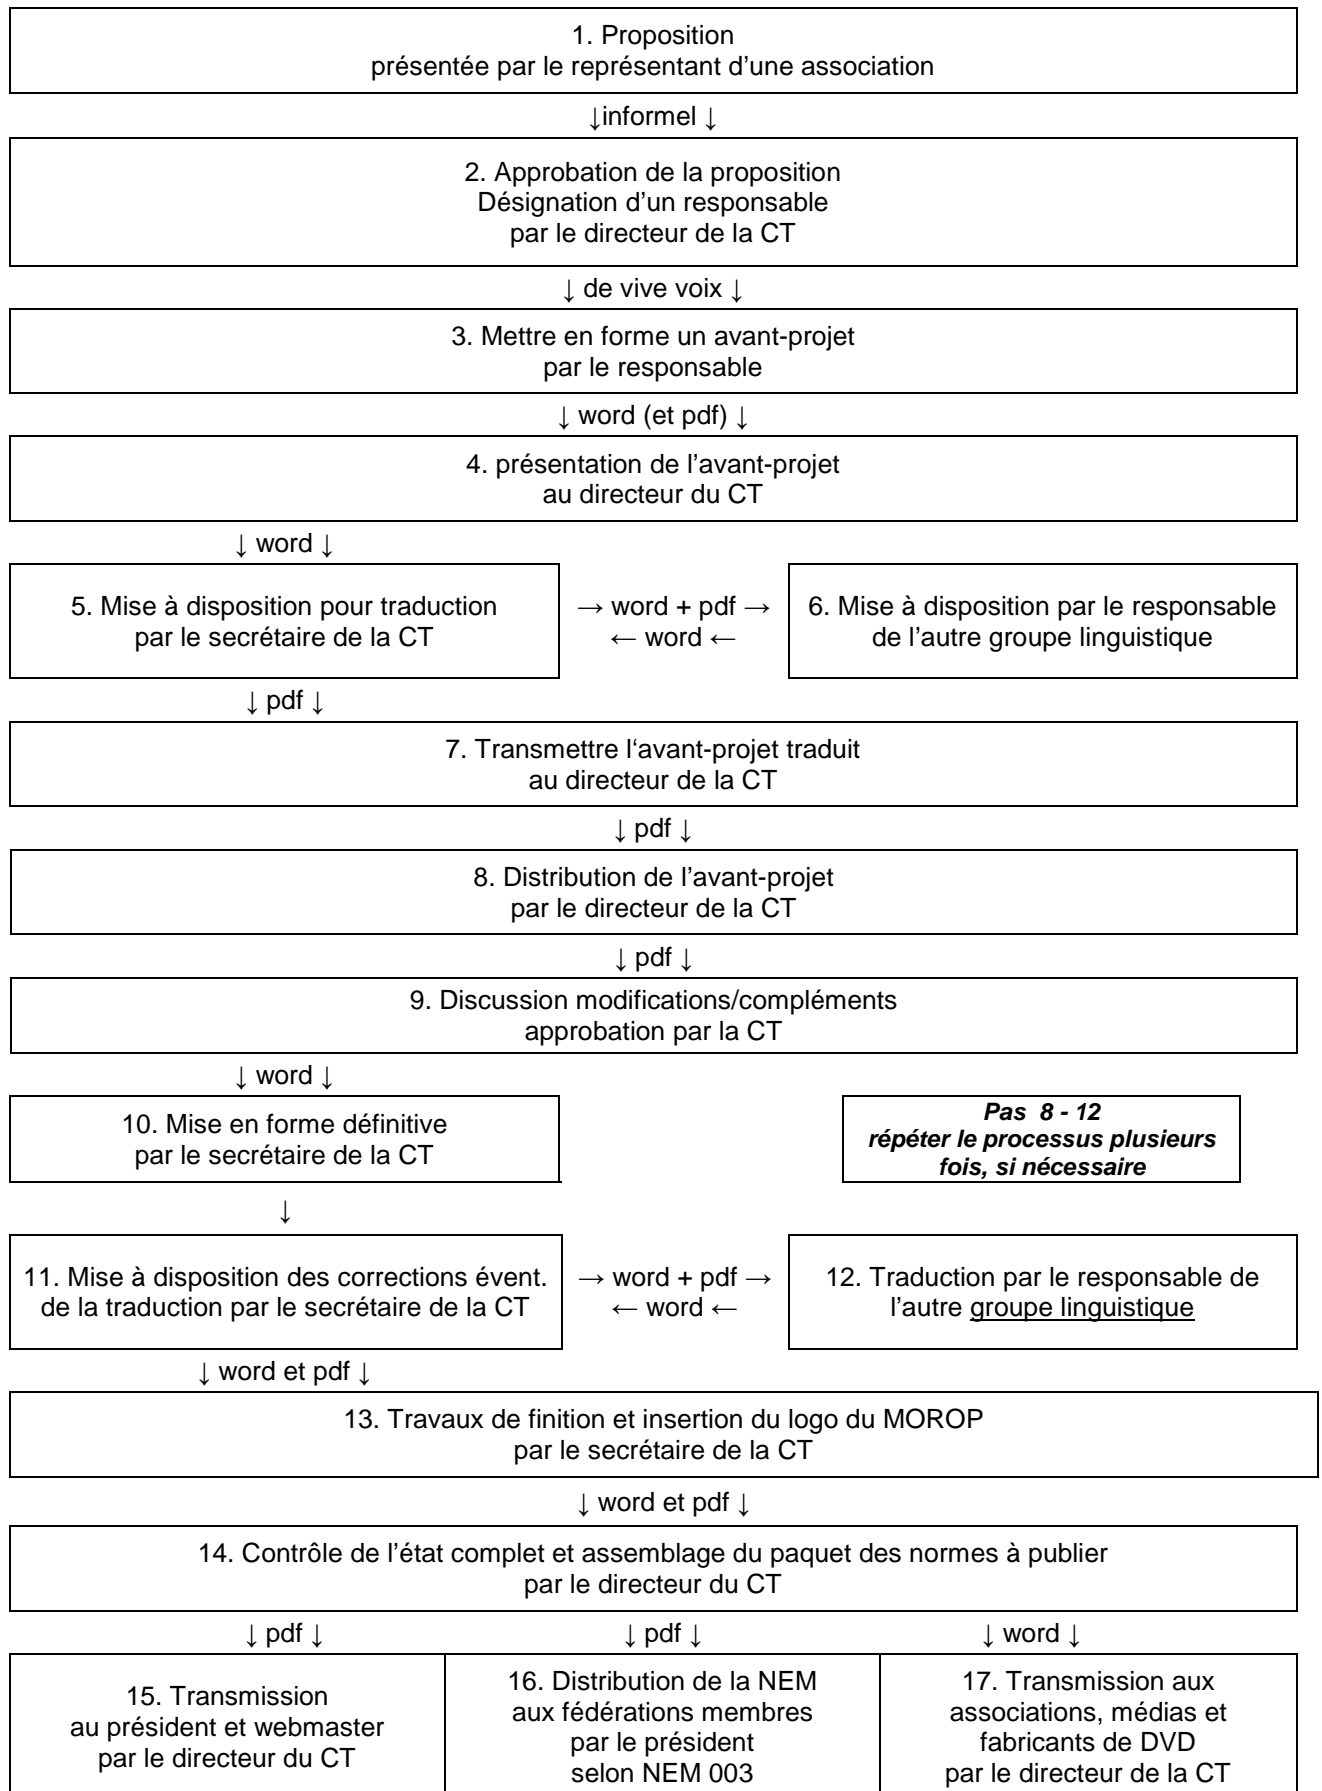 1. Proposition
présentée par le représentant d’une association
↓informel ↓
2. Approbation de la proposition
Désignation d’un responsable
par le directeur de la CT
↓ de vive voix ↓
3. Mettre en forme un avant-projet
par le responsable
↓ word (et pdf) ↓
4. présentation de l’avant-projet
au directeur du CT
↓ word ↓
5. Mise à disposition pour traduction
par le secrétaire de la CT
→ word + pdf →
← word ←
6. Mise à disposition par le responsable
de l’autre groupe linguistique
↓ pdf ↓
7. Transmettre l‘avant-projet traduit
au directeur de la CT
↓ pdf ↓
8. Distribution de l’avant-projet
par le directeur de la CT
↓ pdf ↓
9. Discussion modifications/compléments
approbation par la CT
↓ word ↓
10. Mise en forme définitive
par le secrétaire de la CT
Pas 8 - 12
répéter le processus plusieurs
fois, si nécessaire
↓
11. Mise à disposition des corrections évent.
de la traduction par le secrétaire de la CT
→ word + pdf →
← word ←
12. Traduction par le responsable de
l’autre groupe linguistique
↓ word et pdf ↓
13. Travaux de finition et insertion du logo du MOROP
par le secrétaire de la CT
↓ word et pdf ↓
14. Contrôle de l’état complet et assemblage du paquet des normes à publier
par le directeur du CT
↓ pdf ↓
↓ pdf ↓
↓ word ↓
15. Transmission
au président et webmaster
par le directeur du CT
16. Distribution de la NEM
aux fédérations membres
par le président
selon NEM 003
17. Transmission aux
associations, médias et
fabricants de DVD
par le directeur de la CT